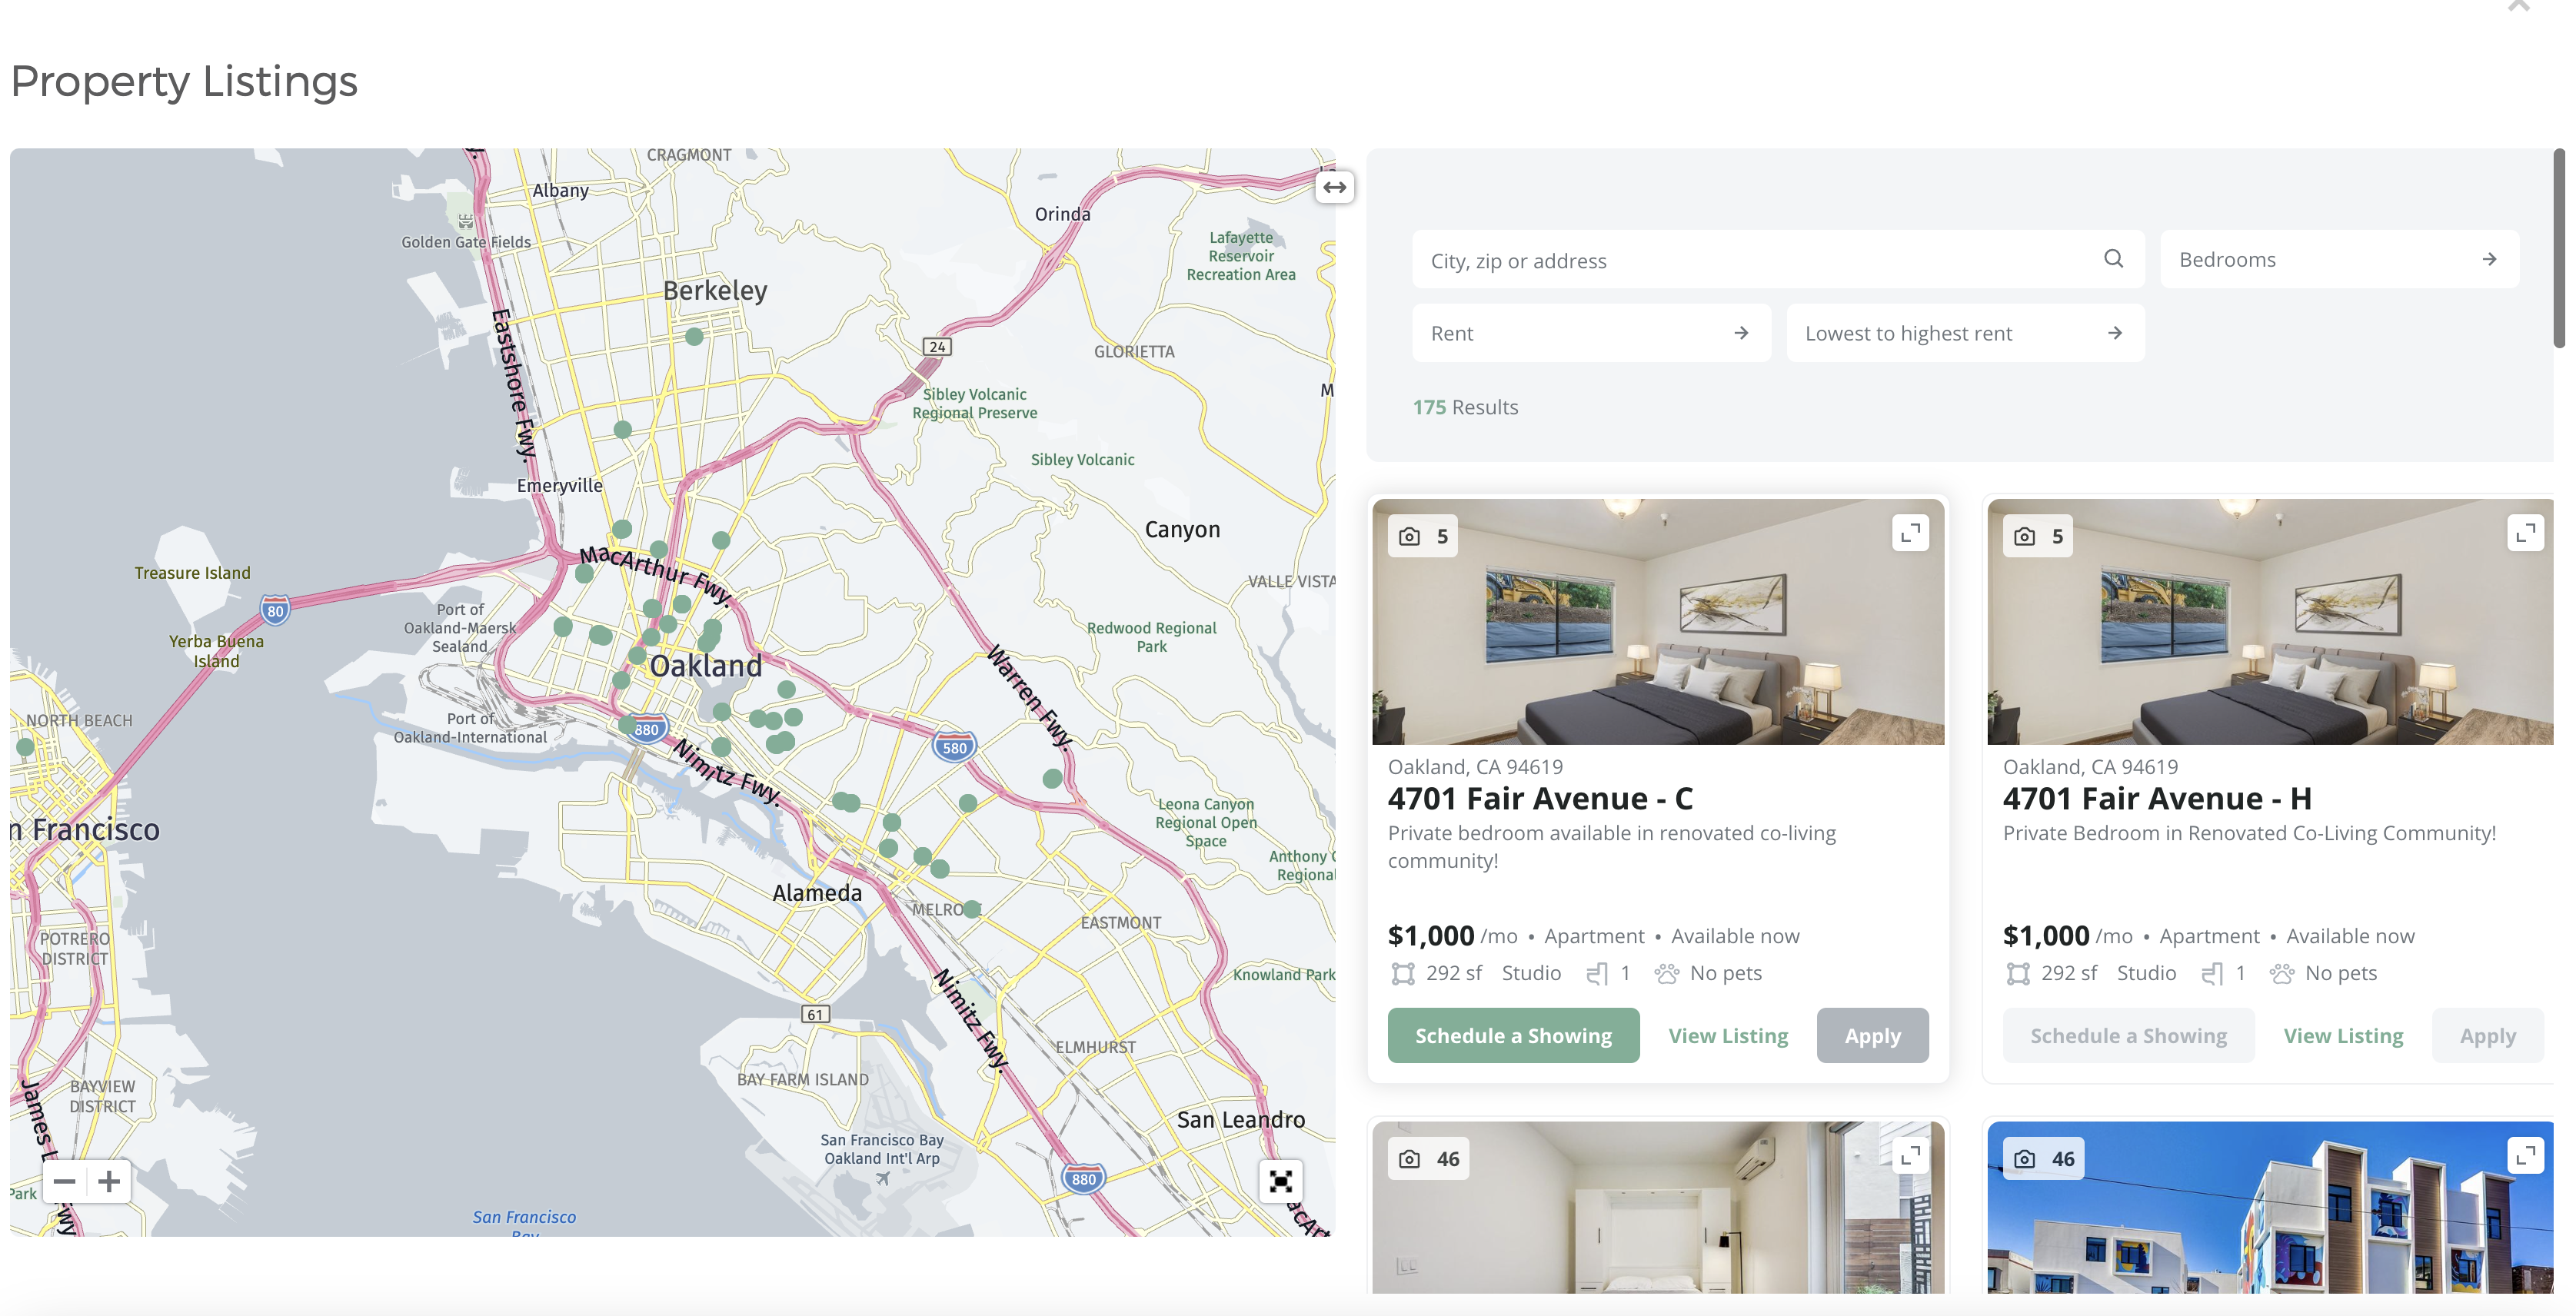 Property Listings
CRAGMONT
Albany
Orinda
Golden Gate Fields
Lafayette
Reservoir
Recreation Area
Berkeley
Eastshore Fwy.
24
GLORIETTA
Sibley Volcanic
Regional Preserve
M
Sibley Volcanic
Emeryville
Canyon
MacArthur Fwy.
Treasure Island
VALLE VISTA
80
Port of
Oakland-Maersk
Sealand
Yerba Buena
Island
Redwood Regional
Park
Oakland
Warren Fwy.
NORTH BEACH
Port of
Oakland-International
880
580
Nimitz Fwy.
n Francisco
Leona Canyon
Regional Open
Space
Anthony C
Regional
Alameda
MELRO
EASTMONT
POTRERO
DISTRICT
Knowland Park
Nimitz Fwy.
61
ELMHURST
BAY FARM ISLAND
BAYVIEW
DISTRICT
James L
San Leandro
San Francisco Bay
Oakland Int'l Arp
880
Park
wy
acArt
San Francisco
Bay
City, zip or address
Bedrooms
Rent
Lowest to highest rent
175 Results
5
Oakland, CA 94619
4701 Fair Avenue - C
Private bedroom available in renovated co-living
community!
$1,000 /mo • Apartment • Available now
292 sf Studio 1 No pets
Schedule a Showing View Listing Apply
5
Oakland, CA 94619
4701 Fair Avenue - H
Private Bedroom in Renovated Co-Living Community!
$1,000 /mo • Apartment • Available now
292 sf Studio 1 No pets
Schedule a Showing View Listing Apply
46
46